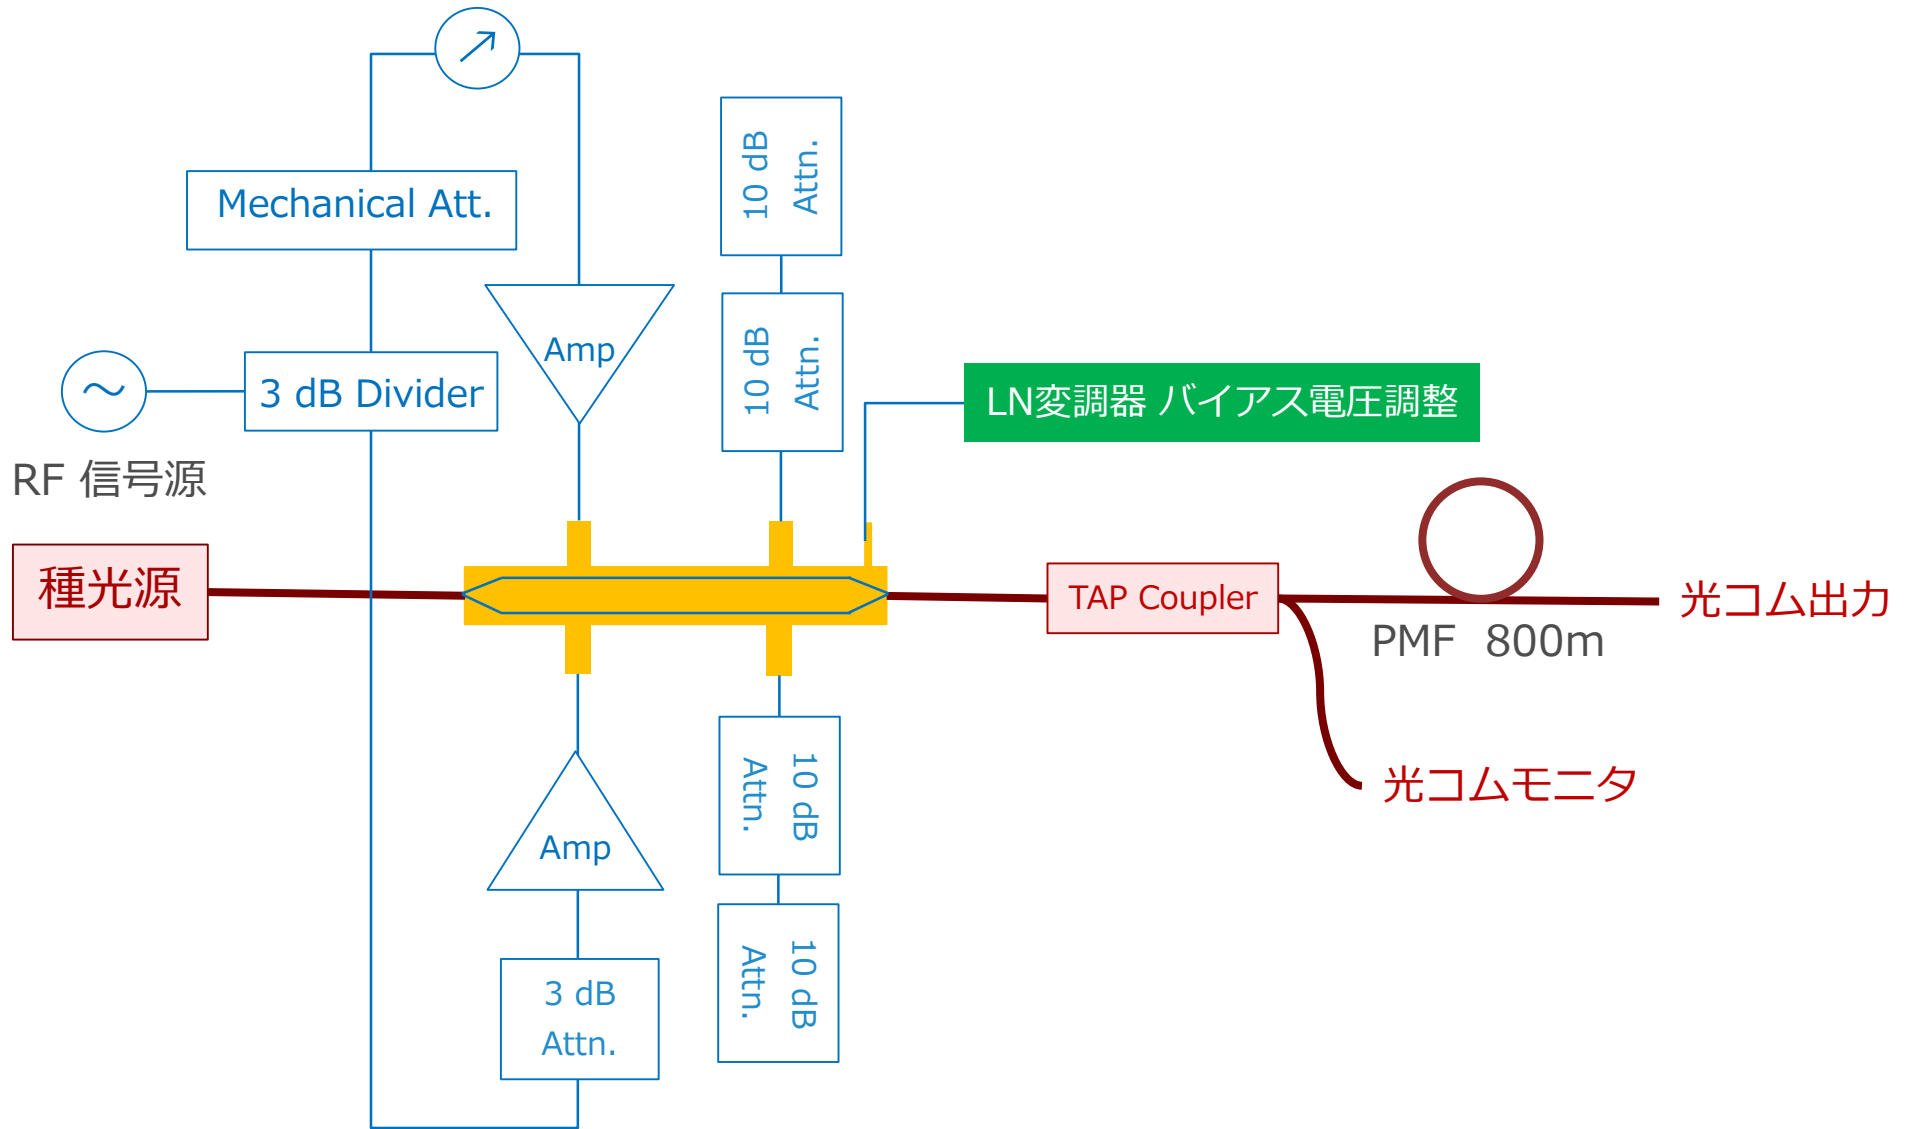 Mechanical Att.
10 dB
Attn.
10 dB
Attn.
Amp
3 dB Divider
LN変調器 バイアス電圧調整
RF 信号源
種光源
TAP Coupler
光コム出力
PMF 800m
光コムモニタ
10 dB
Attn.
Amp
10 dB
Attn.
3 dB
Attn.